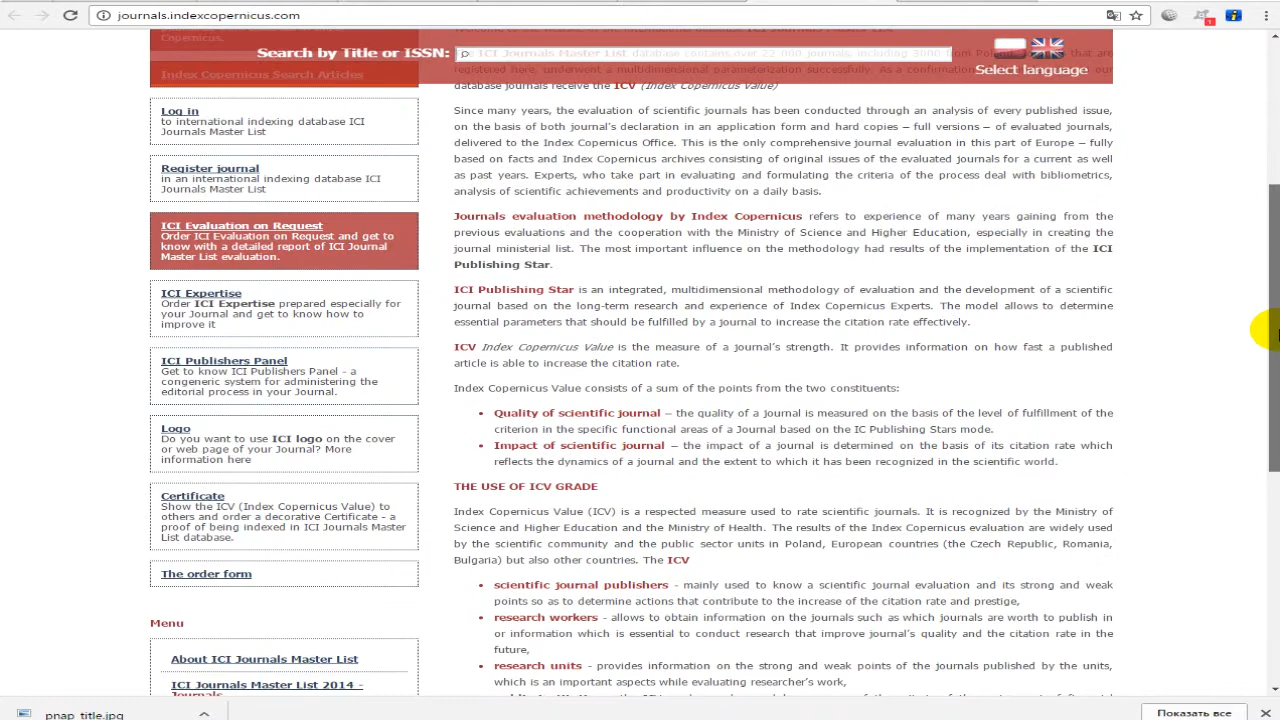 journals.indexcopernicus.com
Copernicus.
Search by Title or ISSN:
ICI Journals Master List database contains over 22 000 journals, including 3000 from Poland,
Select language
Index Copernicus Search Articles
registered here, underwent a multidimensional parameterization successfully. As a confirmation
database journals receive the ICV (Index Copernicus Value)
Log in
to international indexing database ICI
Journals Master List
Register journal
in an international indexing database ICI
Journals Master List
ICI Evaluation on Request
Order ICI Evaluation on Request and get to
know with a detailed report of ICI Journal
Master List evaluation.
ICI Expertise
Order ICI Expertise prepared especially for
your Journal and get to know how to
improve it
ICI Publishers Panel
Get to know ICI Publishers Panel - a
congeneric system for administering the
editorial process in your Journal.
Logo
Do you want to use ICI logo on the cover
or web page of your Journal? More
information here
Certificate
Show the ICV (Index Copernicus Value) to
others and order a decorative Certificate - a
proof of being indexed in ICI Journals Master
List database.
The order form
Menu
About ICI Journals Master List
ICI Journals Master List 2014 -
Journals
Since many years, the evaluation of scientific journals has been conducted through an analysis of every published issue,
on the basis of both journal's declaration in an application form and hard copies – full versions – of evaluated journals,
delivered to the Index Copernicus Office. This is the only comprehensive journal evaluation in this part of Europe – fully
based on facts and Index Copernicus archives consisting of original issues of the evaluated journals for a current as well
as past years. Experts, who take part in evaluating and formulating the criteria of the process deal with bibliometrics,
analysis of scientific achievements and productivity on a daily basis.
Journals evaluation methodology by Index Copernicus refers to experience of many years gaining from the
previous evaluations and the cooperation with the Ministry of Science and Higher Education, especially in creating the
journal ministerial list. The most important influence on the methodology had results of the implementation of the ICI
Publishing Star.
ICI Publishing Star is an integrated, multidimensional methodology of evaluation and the development of a scientific
journal based on the long-term research and experience of Index Copernicus Experts. The model allows to determine
essential parameters that should be fulfilled by a journal to increase the citation rate effectively.
ICV Index Copernicus Value is the measure of a journal's strength. It provides information on how fast a published
article is able to increase the citation rate.
Index Copernicus Value consists of a sum of the points from the two constituents:
• Quality of scientific journal – the quality of a journal is measured on the basis of the level of fulfillment of the
criterion in the specific functional areas of a Journal based on the IC Publishing Stars mode.
• Impact of scientific journal – the impact of a journal is determined on the basis of its citation rate which
reflects the dynamics of a journal and the extent to which it has been recognized in the scientific world.
THE USE OF ICV GRADE
Index Copernicus Value (ICV) is a respected measure used to rate scientific journals. It is recognized by the Ministry of
Science and Higher Education and the Ministry of Health. The results of the Index Copernicus evaluation are widely used
by the scientific community and the public sector units in Poland, European countries (the Czech Republic, Romania,
Bulgaria) but also other countries. The ICV
• scientific journal publishers - mainly used to know a scientific journal evaluation and its strong and weak
points so as to determine actions that contribute to the increase of the citation rate and prestige,
• research workers - allows to obtain information on the journals such as which journals are worth to publish in
or information which is essential to conduct research that improve journal's quality and the citation rate in the
future,
• research units - provides information on the strong and weak points of the journals published by the units,
which is an important aspects while evaluating researcher's work,
pnap_title.jpg
Показать все